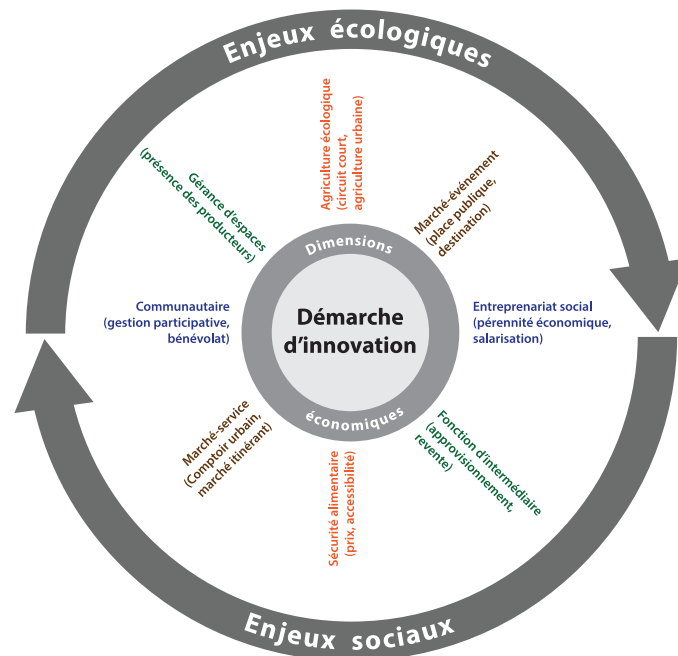 Enjeux écologiques
Agriculture écologique
(circuit court,
agriculture urbaine)
Marché-événement
(place publique,
destination)
Gérance d'espaces
(présence des producteurs)
Dimensions
Démarche
d'innovation
économiques
Communautaire
(gestion participative,
bénévolat)
Entreprenariat social
(pérennité économique,
salarisation)
Marché-service
(Comptoir urbain,
marché itinérant)
Sécurité alimentaire
(prix, accessibilité)
Fonction d'intermédiaire
(approvisionnement,
revente)
Enjeux sociaux